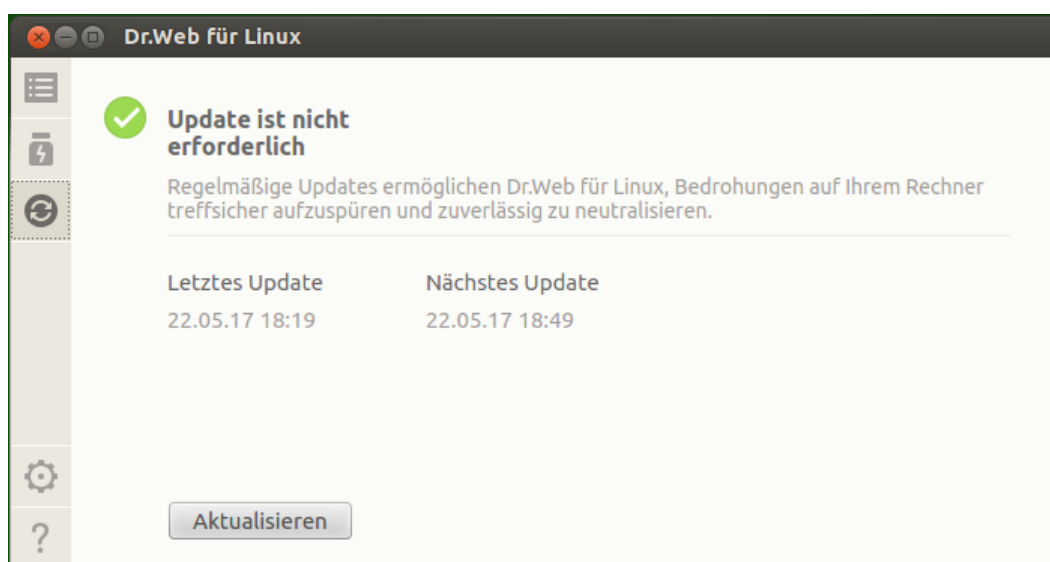 Dr.Web für Linux
Update ist nicht
erforderlich
Regelmäßige Updates ermöglichen Dr.Web für Linux, Bedrohungen auf Ihrem Rechner
treffsicher aufzuspüren und zuverlässig zu neutralisieren.
Letztes Update Nächstes Update
22.05.17 18:19 22.05.17 18:49
Aktualisieren
?